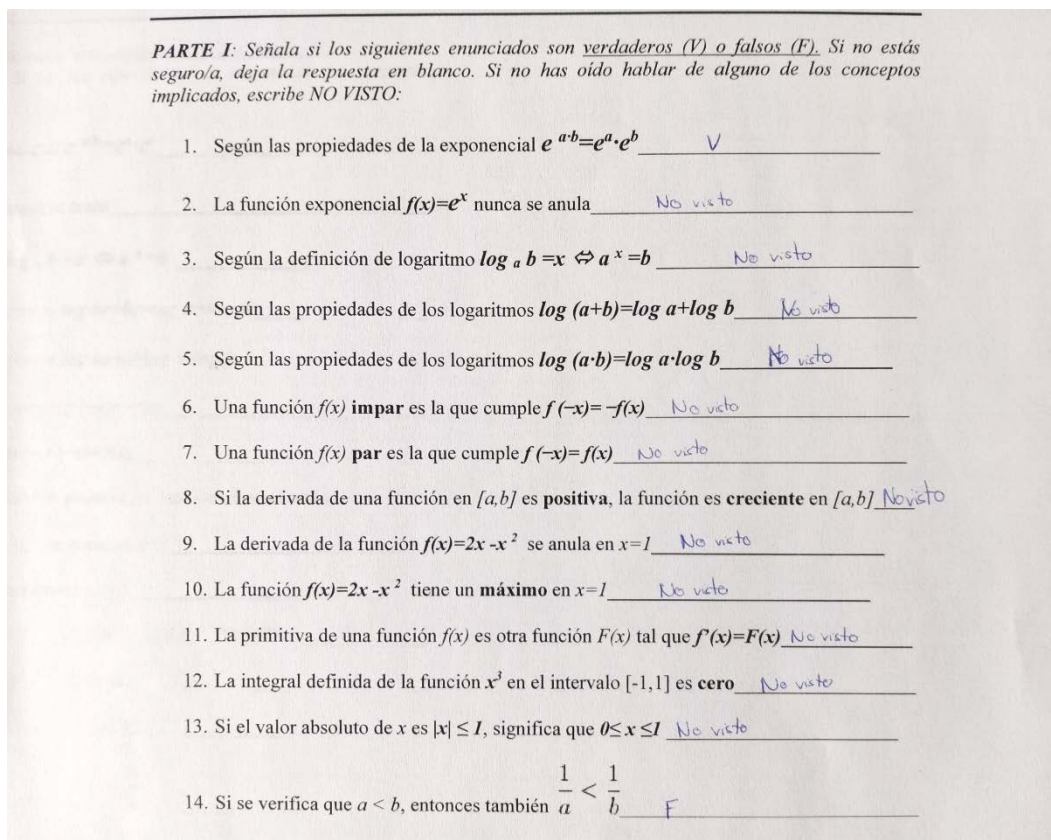 PARTE I: Señala si los siguientes enunciados son verdaderos (V) o falsos (F). Si no estás
seguro/a, deja la respuesta en blanco. Si no has oído hablar de alguno de los conceptos
implicados, escribe NO VISTO:
1. Según las propiedades de la exponencial e^{a·b}=e^a·e^b V
2. La función exponencial f(x)=e^x nunca se anula No visto
3. Según la definición de logaritmo log_a b =x ⇔ a^x =b No visto
4. Según las propiedades de los logaritmos log (a+b)=log a+log b No visto
5. Según las propiedades de los logaritmos log (a·b)=log a·log b No visto
6. Una función f(x) impar es la que cumple f (−x)= −f(x) No visto
7. Una función f(x) par es la que cumple f (−x)= f(x) No visto
8. Si la derivada de una función en [a,b] es positiva, la función es creciente en [a,b] No visto
9. La derivada de la función f(x)=2x -x² se anula en x=1 No visto
10. La función f(x)=2x -x² tiene un máximo en x=1 No visto
11. La primitiva de una función f(x) es otra función F(x) tal que f'(x)=F(x) No visto
12. La integral definida de la función x³ en el intervalo [-1,1] es cero No visto
13. Si el valor absoluto de x es |x| ≤ 1, significa que 0≤ x ≤1 No visto
14. Si se verifica que a < b, entonces también 1/a < 1/b F